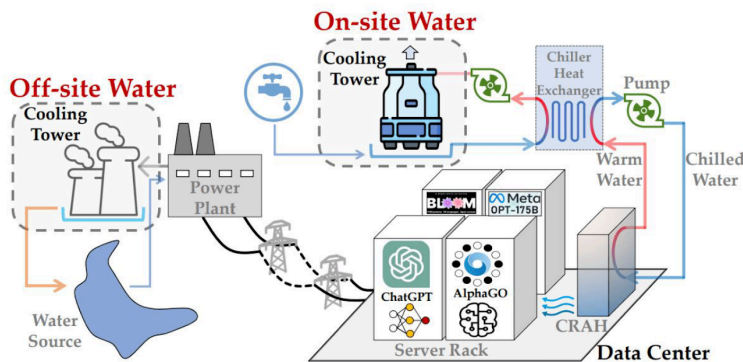 On-site Water
Cooling
Tower
Off-site Water
Cooling
Tower
Power
Plant
Water
Source
Chiller
Heat
Exchanger
Pump
Warm
Water
Chilled
Water
BLOOM
Meta
OPT-175B
ChatGPT
AlphaGO
Server Rack
CRAH
Data Center